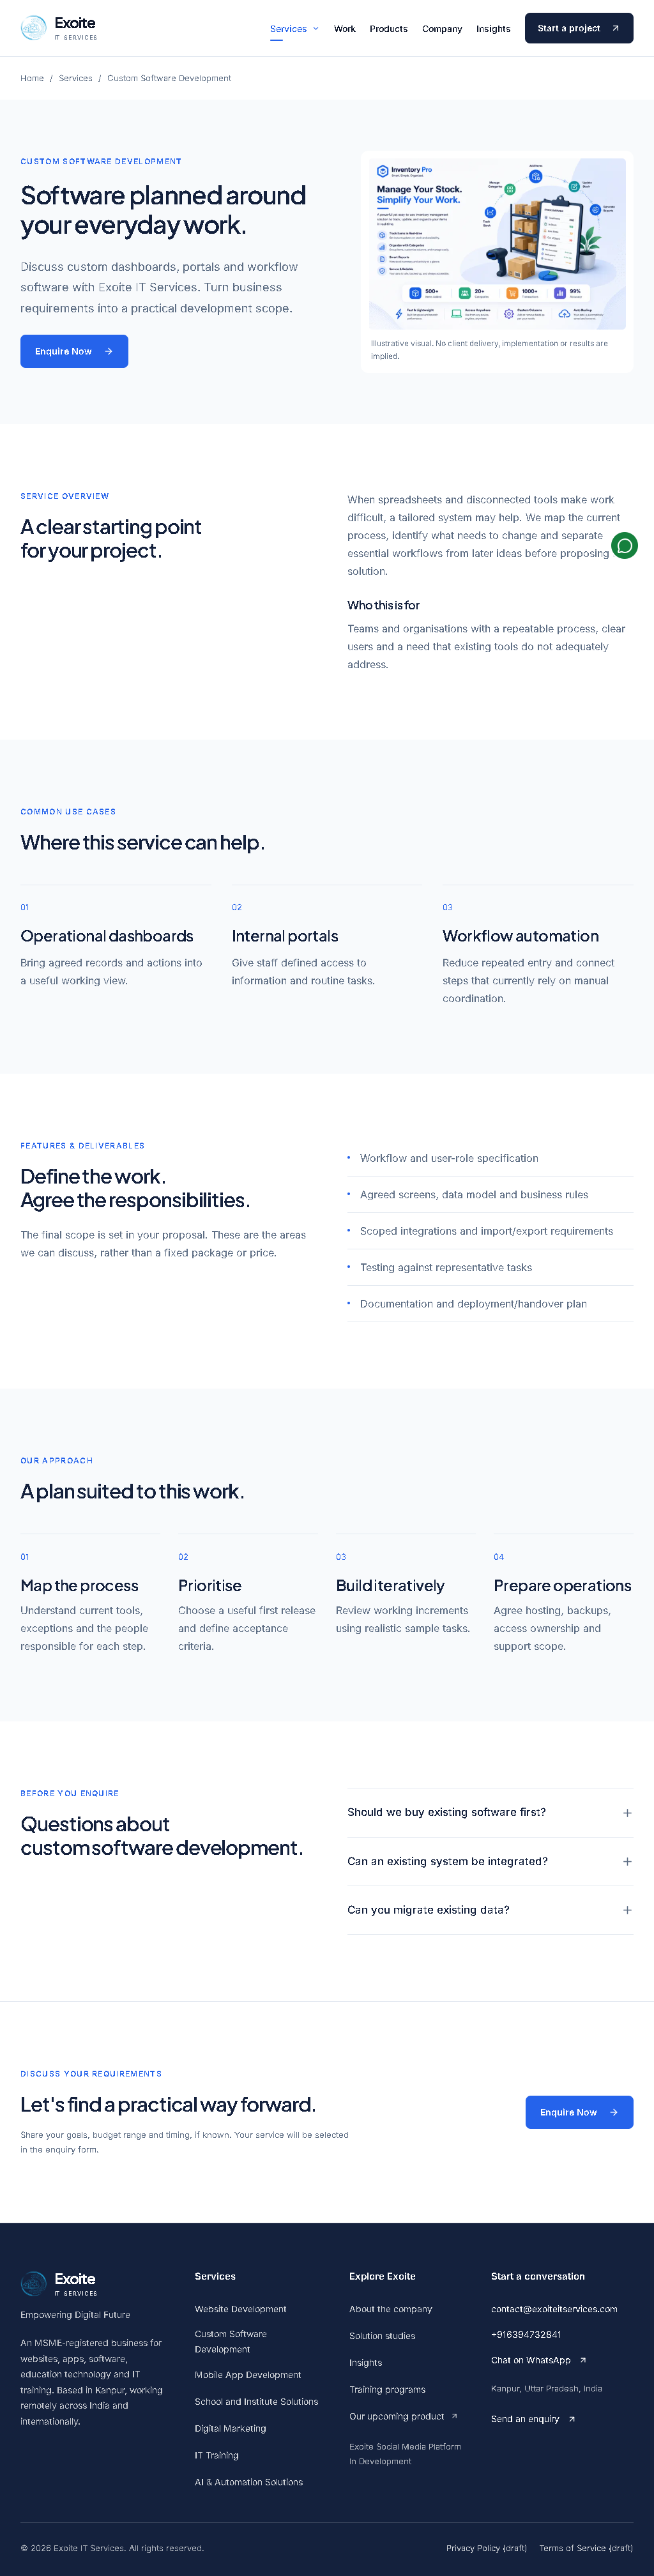 Exoite
IT SERVICES
Services
Work
Products
Company
Insights
Start a project
Home / Services / Custom Software Development
CUSTOM SOFTWARE DEVELOPMENT
Software planned around
your everyday work.
Discuss custom dashboards, portals and workflow
software with Exoite IT Services. Turn business
requirements into a practical development scope.
Enquire Now
Inventory Pro
Manage Your Stock.
Simplify Your Work.
500+
20+
1000+
99%
Illustrative visual. No client delivery, implementation or results are
implied.
SERVICE OVERVIEW
A clear starting point
for your project.
When spreadsheets and disconnected tools make work
difficult, a tailored system may help. We map the current
process, identify what needs to change and separate
essential workflows from later ideas before proposing
solution.
Who this is for
Teams and organisations with a repeatable process, clear
users and a need that existing tools do not adequately
address.
COMMON USE CASES
Where this service can help.
01
Operational dashboards
Bring agreed records and actions into
a useful working view.
02
Internal portals
Give staff defined access to
information and routine tasks.
03
Workflow automation
Reduce repeated entry and connect
steps that currently rely on manual
coordination.
FEATURES & DELIVERABLES
Define the work.
Agree the responsibilities.
The final scope is set in your proposal. These are the areas
we can discuss, rather than a fixed package or price.
Workflow and user-role specification
Agreed screens, data model and business rules
Scoped integrations and import/export requirements
Testing against representative tasks
Documentation and deployment/handover plan
OUR APPROACH
A plan suited to this work.
01
Map the process
Understand current tools,
exceptions and the people
responsible for each step.
02
Prioritise
Choose a useful first release
and define acceptance
criteria.
03
Build iteratively
Review working increments
using realistic sample tasks.
04
Prepare operations
Agree hosting, backups,
access ownership and
support scope.
BEFORE YOU ENQUIRE
Questions about
custom software development.
Should we buy existing software first?
Can an existing system be integrated?
Can you migrate existing data?
DISCUSS YOUR REQUIREMENTS
Let's find a practical way forward.
Share your goals, budget range and timing, if known. Your service will be selected
in the enquiry form.
Enquire Now
Exoite
IT SERVICES
Empowering Digital Future
An MSME-registered business for
websites, apps, software,
education technology and IT
training. Based in Kanpur, working
remotely across India and
internationally.
Services
Website Development
Custom Software
Development
Mobile App Development
School and Institute Solutions
Digital Marketing
IT Training
AI & Automation Solutions
Explore Exoite
About the company
Solution studies
Insights
Training programs
Our upcoming product
Exoite Social Media Platform
In Development
Start a conversation
contact@exoiteitservices.com
+916394732841
Chat on WhatsApp
Kanpur, Uttar Pradesh, India
Send an enquiry
© 2026 Exoite IT Services. All rights reserved.
Privacy Policy (draft)
Terms of Service (draft)